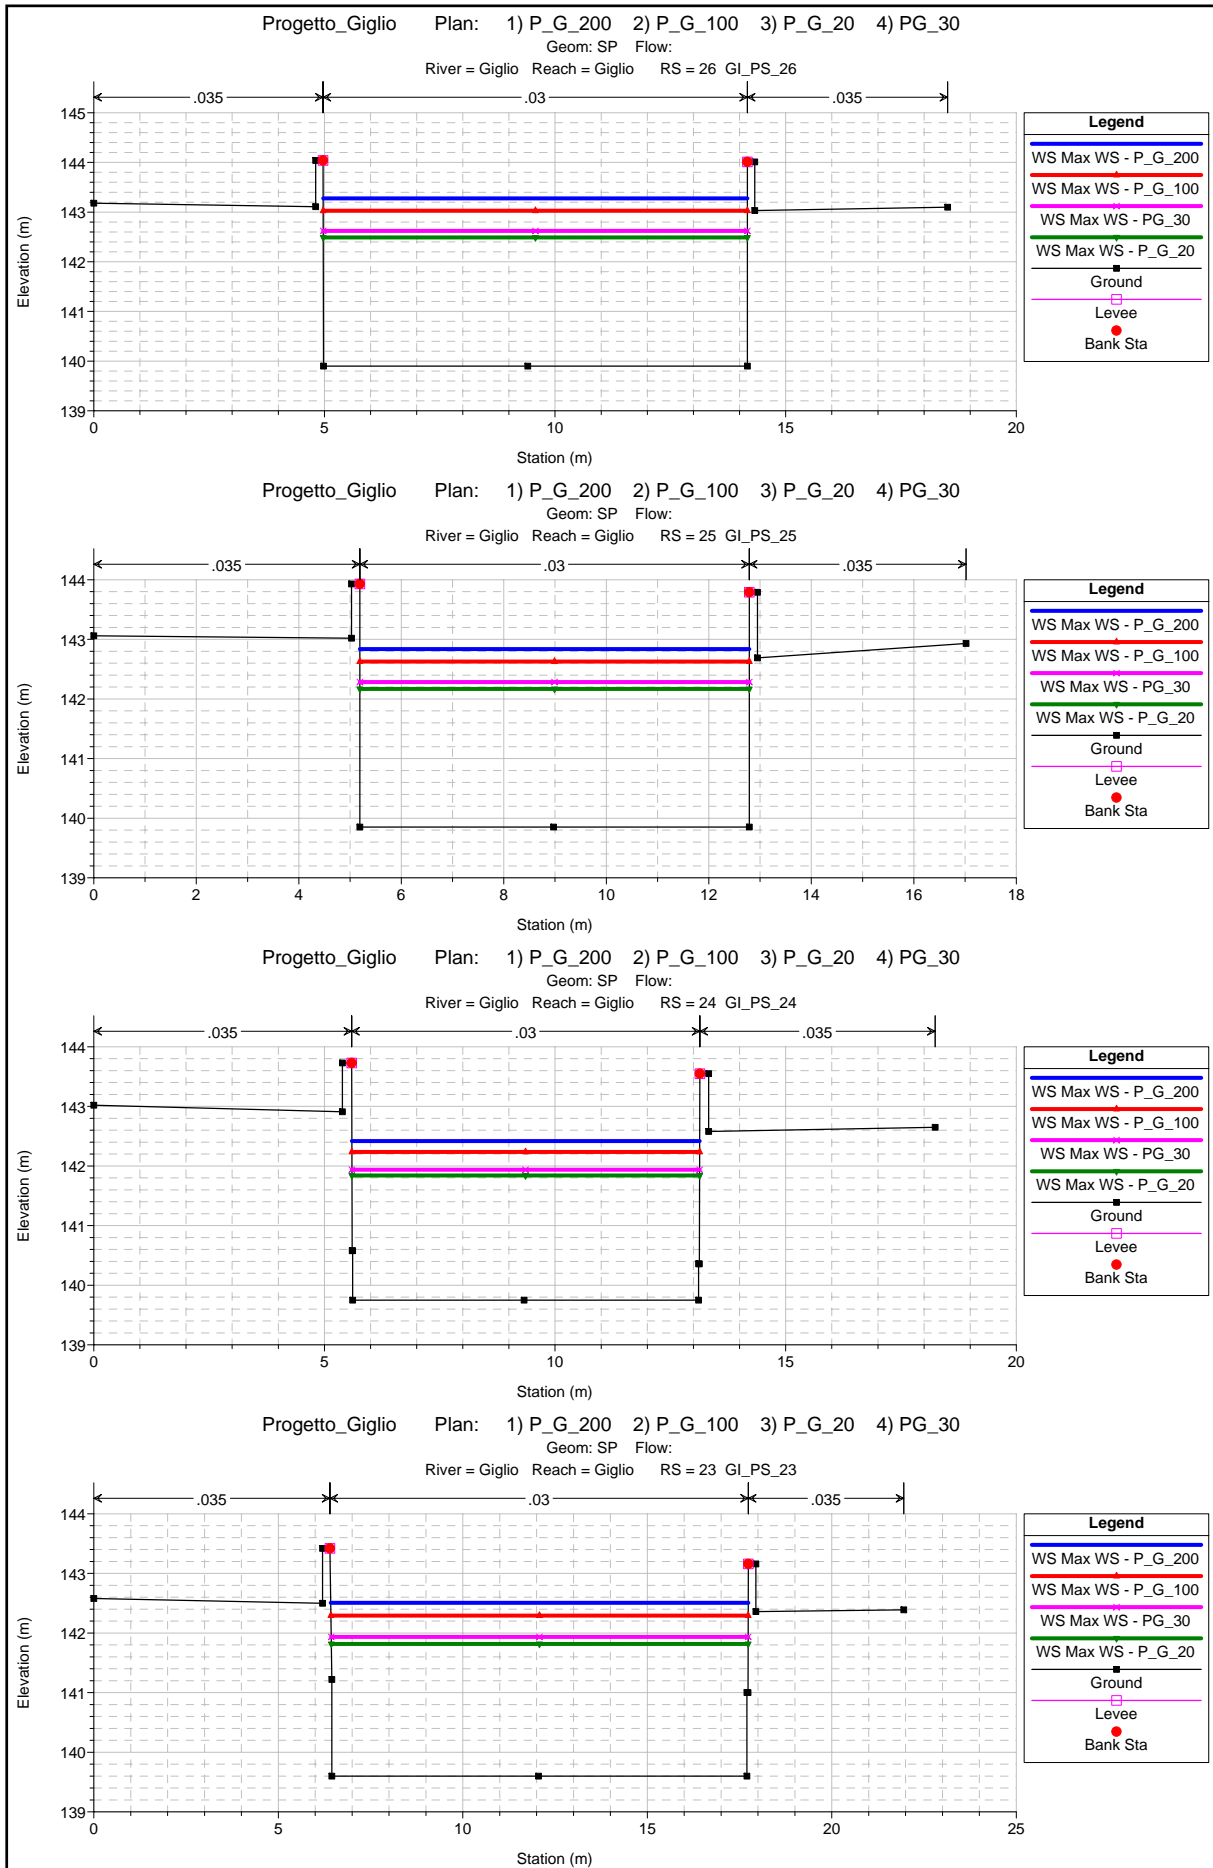 Progetto_Giglio Plan: 1) P_G_200 2) P_G_100 3) P_G_20 4) PG_30
Geom: SP Flow:
River = Giglio Reach = Giglio RS = 26 GI_PS_26
.035 .03 .035
145
144
143
142
141
140
139
Elevation (m)
0 5 10 15 20
Station (m)
Legend
WS Max WS - P_G_200
WS Max WS - P_G_100
WS Max WS - PG_30
WS Max WS - P_G_20
Ground
Levee
Bank Sta
Progetto_Giglio Plan: 1) P_G_200 2) P_G_100 3) P_G_20 4) PG_30
Geom: SP Flow:
River = Giglio Reach = Giglio RS = 25 GI_PS_25
.035 .03 .035
144
143
142
141
140
139
Elevation (m)
0 2 4 6 8 10 12 14 16 18
Station (m)
Legend
WS Max WS - P_G_200
WS Max WS - P_G_100
WS Max WS - PG_30
WS Max WS - P_G_20
Ground
Levee
Bank Sta
Progetto_Giglio Plan: 1) P_G_200 2) P_G_100 3) P_G_20 4) PG_30
Geom: SP Flow:
River = Giglio Reach = Giglio RS = 24 GI_PS_24
.035 .03 .035
144
143
142
141
140
139
Elevation (m)
0 5 10 15 20
Station (m)
Legend
WS Max WS - P_G_200
WS Max WS - P_G_100
WS Max WS - PG_30
WS Max WS - P_G_20
Ground
Levee
Bank Sta
Progetto_Giglio Plan: 1) P_G_200 2) P_G_100 3) P_G_20 4) PG_30
Geom: SP Flow:
River = Giglio Reach = Giglio RS = 23 GI_PS_23
.035 .03 .035
144
143
142
141
140
139
Elevation (m)
0 5 10 15 20 25
Station (m)
Legend
WS Max WS - P_G_200
WS Max WS - P_G_100
WS Max WS - PG_30
WS Max WS - P_G_20
Ground
Levee
Bank Sta